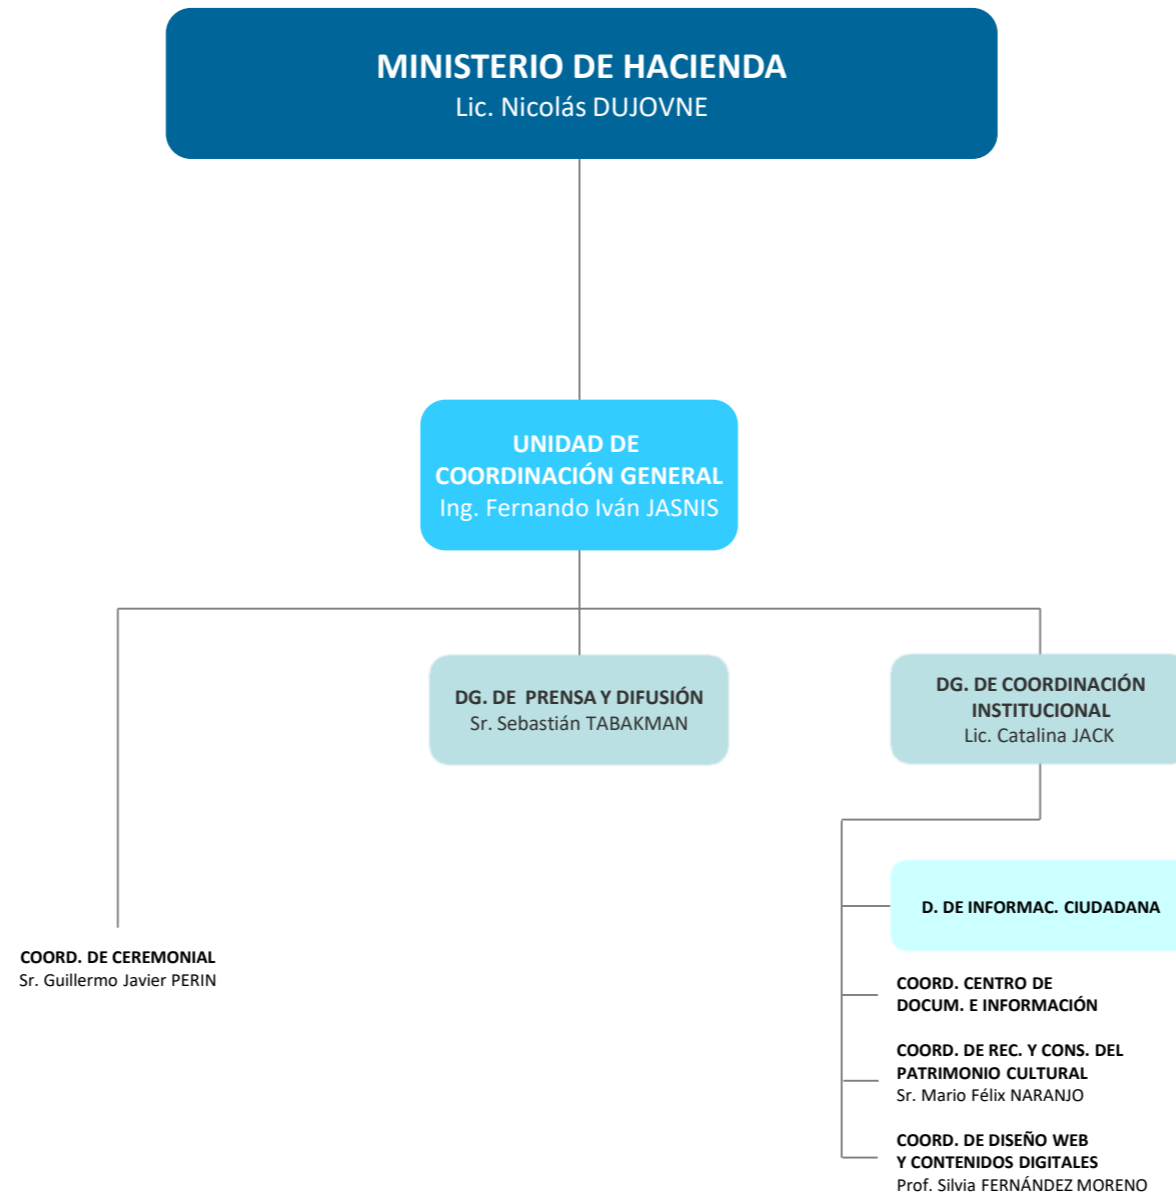 MINISTERIO DE HACIENDA
Lic. Nicolás DUJOVNE
UNIDAD DE
COORDINACIÓN GENERAL
Ing. Fernando Iván JASNIS
DG. DE PRENSA Y DIFUSIÓN
Sr. Sebastián TABAKMAN
DG. DE COORDINACIÓN
INSTITUCIONAL
Lic. Catalina JACK
COORD. DE CEREMONIAL
Sr. Guillermo Javier PERIN
D. DE INFORMAC. CIUDADANA
COORD. CENTRO DE
DOCUM. E INFORMACIÓN
COORD. DE REC. Y CONS. DEL
PATRIMONIO CULTURAL
Sr. Mario Félix NARANJO
COORD. DE DISEÑO WEB
Y CONTENIDOS DIGITALES
Prof. Silvia FERNÁNDEZ MORENO